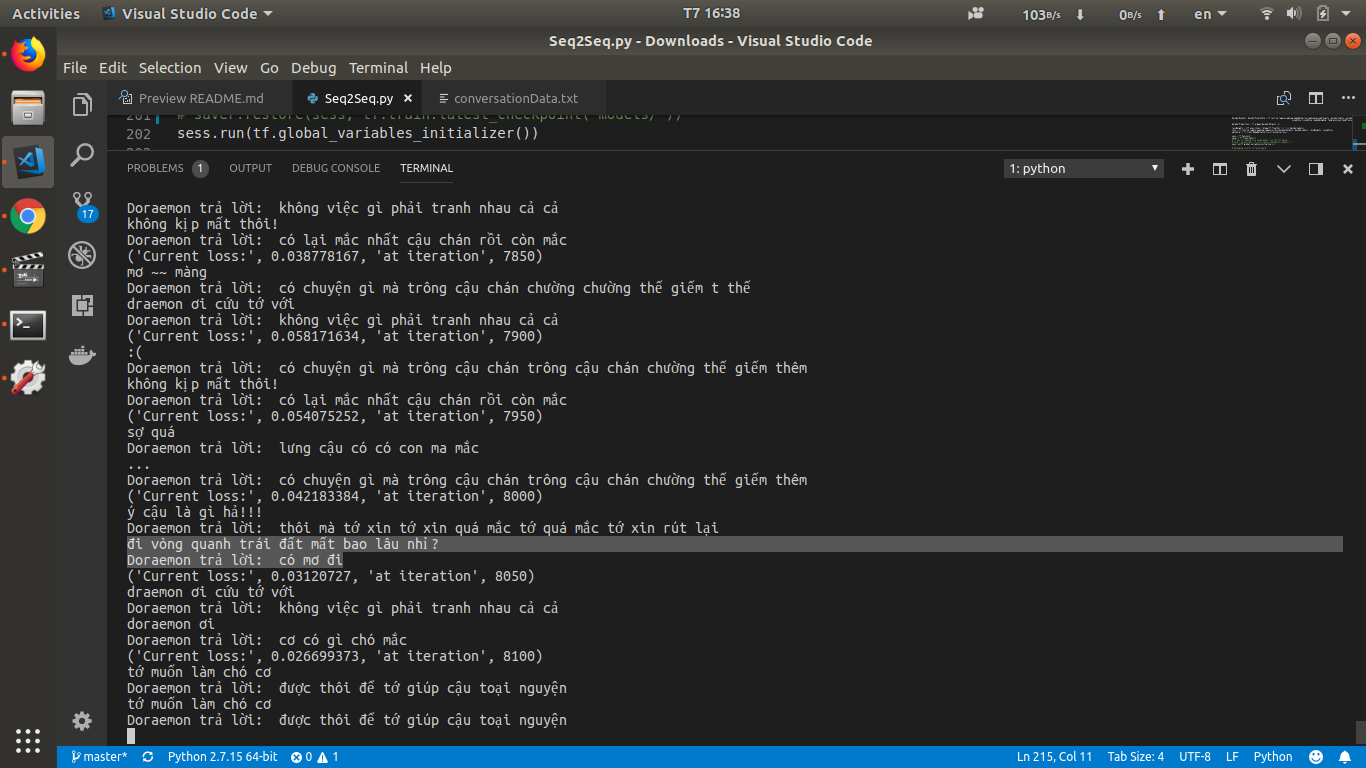 Activities
Visual Studio Code
T7 16:38
103B/s
0B/s
en
Seq2Seq.py - Downloads - Visual Studio Code
File Edit Selection View Go Debug Terminal Help
Preview README.md
Seq2Seq.py
conversationData.txt
201 # saver.restore(sess, tf.train.latest_checkpoint('models/'))
202 sess.run(tf.global_variables_initializer())
PROBLEMS 1 OUTPUT DEBUG CONSOLE TERMINAL
1: python
17
Doraemon trả lời:  không việc gì phải tranh nhau cả cả
không kịp mất thôi!
Doraemon trả lời:  có lại mắc nhất cậu chán rồi còn mắc
('Current loss:', 0.038778167, 'at iteration', 7850)
mơ ~~ màng
Doraemon trả lời:  có chuyện gì mà trông cậu chán chường chường thế giếm t thế
draemon ơi cứu tớ với
Doraemon trả lời:  không việc gì phải tranh nhau cả cả
('Current loss:', 0.058171634, 'at iteration', 7900)
:(
Doraemon trả lời:  có chuyện gì mà trông cậu chán trông cậu chán chường thế giếm thêm
không kịp mất thôi!
Doraemon trả lời:  có lại mắc nhất cậu chán rồi còn mắc
('Current loss:', 0.054075252, 'at iteration', 7950)
sợ quá
Doraemon trả lời:  lưng cậu có có con ma mắc
...
Doraemon trả lời:  có chuyện gì mà trông cậu chán trông cậu chán chường thế giếm thêm
('Current loss:', 0.042183384, 'at iteration', 8000)
ý cậu là gì hả!!!
Doraemon trả lời:  thôi mà tớ xin tớ xin quá mắc tớ quá mắc tớ xin rút lại
đi vòng quanh trái đất mất bao lâu nhỉ?
Doraemon trả lời:  có mơ đi
('Current loss:', 0.03120727, 'at iteration', 8050)
draemon ơi cứu tớ với
Doraemon trả lời:  không việc gì phải tranh nhau cả cả
doraemon ơi
Doraemon trả lời:  cơ có gì chó mắc
('Current loss:', 0.026699373, 'at iteration', 8100)
tớ muốn làm chó cơ
Doraemon trả lời:  được thôi để tớ giúp cậu toại nguyện
tớ muốn làm chó cơ
Doraemon trả lời:  được thôi để tớ giúp cậu toại nguyện
master* Python 2.7.15 64-bit 0 1 Ln 215, Col 11 Tab Size: 4 UTF-8 LF Python